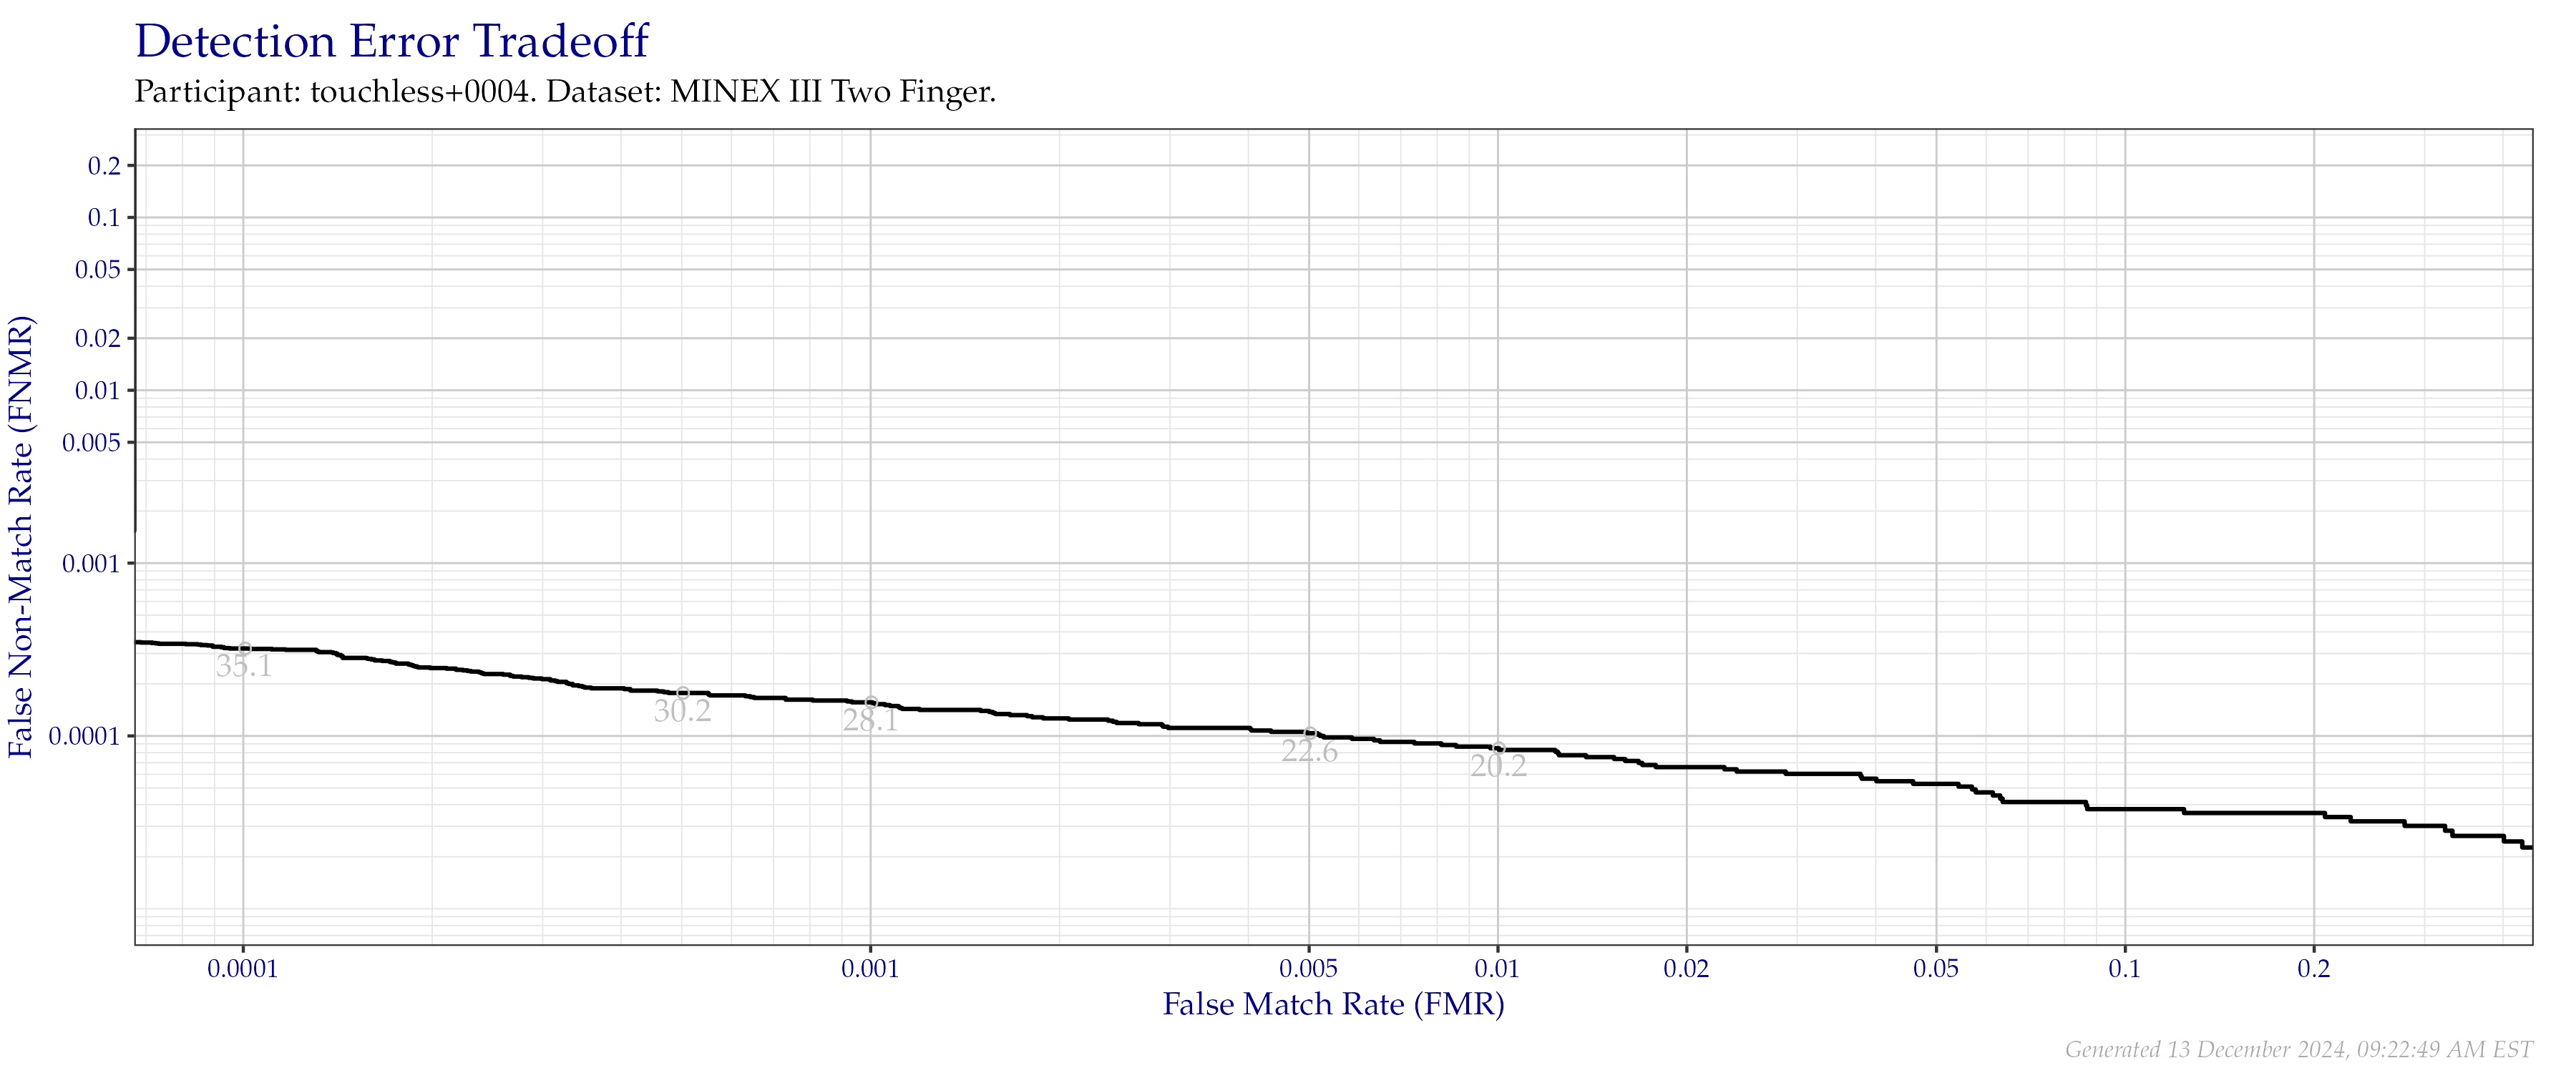 Detection Error Tradeoff
Participant: touchless+0004. Dataset: MINEX III Two Finger.
False Non-Match Rate (FNMR)
0.2
0.1
0.05
0.02
0.01
0.005
0.001
0.0001
35.1
30.2
28.1
22.6
20.2
0.0001 0.001 0.005 0.01 0.02 0.05 0.1 0.2
False Match Rate (FMR)
Generated 13 December 2024, 09:22:49 AM EST